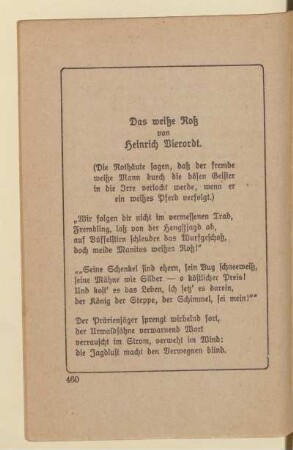 Das weiße Roß
von
Heinrich Vierordt.
(Die Rothäute sagen, daß der fremde
weiße Mann durch die bösen Geister
in die Irre verlockt werde, wenn er
ein weißes Pferd verfolgt.)
„Wir folgen dir nicht im vermessenen Trab,
Fremdling, laß von der Hengstjagd ab,
auf Büffelstien schleuder das Wurfgeschoß,
doch meide Manitos weißes Roß!“
„„Seine Schenkel sind ehern, sein Bug schneeweiß,
seine Mähne wie Silber – o köstlicher Preis!
Und kost' es das Leben, ich setz' es darein,
der König der Steppe, der Schimmel, sei mein!““
Der Prärienjäger sprengt wirbelnd fort,
der Urwaldsöhne verwarnend Wort
verrauscht im Strom, verweht im Wind:
die Jagdlust macht den Verwegnen blind.
460